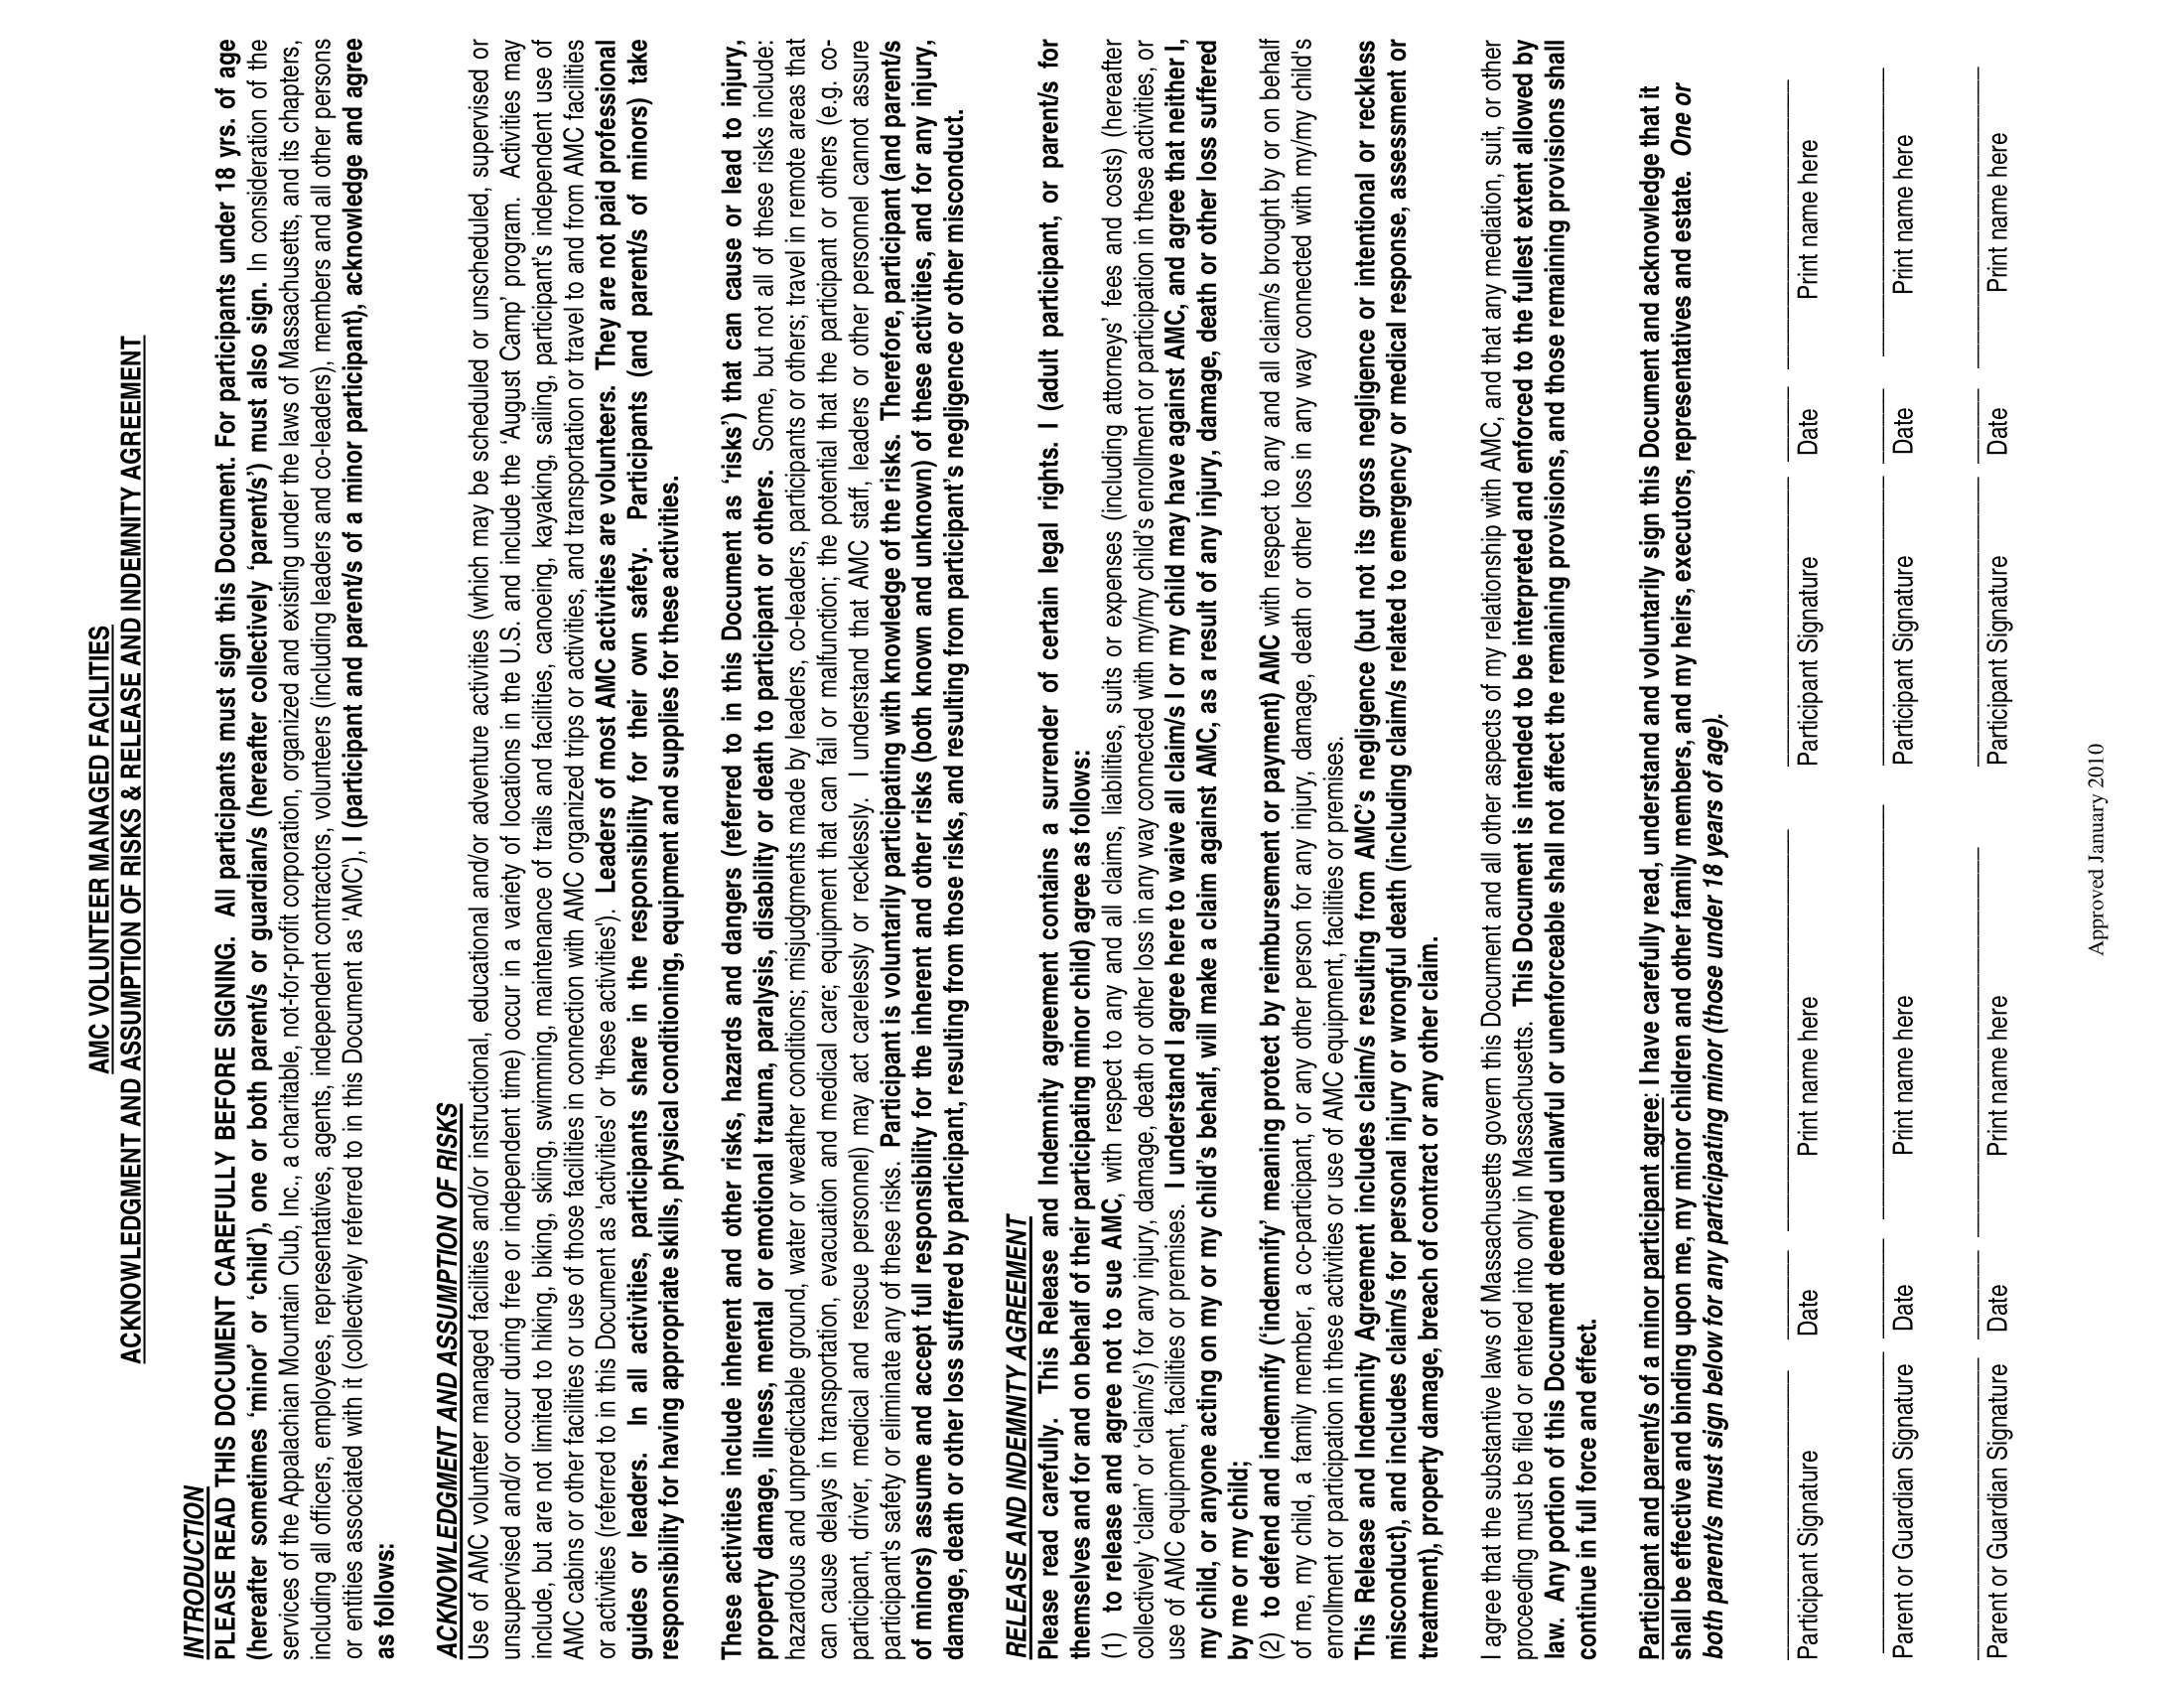 AMC VOLUNTEER MANAGED FACILITIES
ACKNOWLEDGMENT AND ASSUMPTION OF RISKS & RELEASE AND INDEMNITY AGREEMENT
INTRODUCTION
PLEASE READ THIS DOCUMENT CAREFULLY BEFORE SIGNING. All participants must sign this Document. For participants under 18 yrs. of age
(hereafter sometimes ‘minor’ or ‘child’), one or both parent/s or guardian/s (hereafter collectively ‘parent/s’) must also sign. In consideration of the
services of the Appalachian Mountain Club, Inc., a charitable, not-for-profit corporation, organized and existing under the laws of Massachusetts, and its chapters,
including all officers, employees, representatives, agents, independent contractors, volunteers (including leaders and co-leaders), members and all other persons
or entities associated with it (collectively referred to in this Document as 'AMC'), I (participant and parent/s of a minor participant), acknowledge and agree
as follows:
ACKNOWLEDGMENT AND ASSUMPTION OF RISKS
Use of AMC volunteer managed facilities and/or instructional, educational and/or adventure activities (which may be scheduled or unscheduled, supervised or
unsupervised and/or occur during free or independent time) occur in a variety of locations in the U.S. and include the ‘August Camp’ program. Activities may
include, but are not limited to hiking, biking, skiing, swimming, maintenance of trails and facilities, canoeing, kayaking, sailing, participant’s independent use of
AMC cabins or other facilities or use of those facilities in connection with AMC organized trips or activities, and transportation or travel to and from AMC facilities
or activities (referred to in this Document as 'activities' or 'these activities'). Leaders of most AMC activities are volunteers. They are not paid professional
guides or leaders. In all activities, participants share in the responsibility for their own safety. Participants (and parent/s of minors) take
responsibility for having appropriate skills, physical conditioning, equipment and supplies for these activities.
These activities include inherent and other risks, hazards and dangers (referred to in this Document as ‘risks’) that can cause or lead to injury,
property damage, illness, mental or emotional trauma, paralysis, disability or death to participant or others. Some, but not all of these risks include:
hazardous and unpredictable ground, water or weather conditions; misjudgments made by leaders, co-leaders, participants or others; travel in remote areas that
can cause delays in transportation, evacuation and medical care; equipment that can fail or malfunction; the potential that the participant or others (e.g. co-
participant, driver, medical and rescue personnel) may act carelessly or recklessly. I understand that AMC staff, leaders or other personnel cannot assure
participant's safety or eliminate any of these risks. Participant is voluntarily participating with knowledge of the risks. Therefore, participant (and parent/s
of minors) assume and accept full responsibility for the inherent and other risks (both known and unknown) of these activities, and for any injury,
damage, death or other loss suffered by participant, resulting from those risks, and resulting from participant’s negligence or other misconduct.
RELEASE AND INDEMNITY AGREEMENT
Please read carefully. This Release and Indemnity agreement contains a surrender of certain legal rights. I (adult participant, or parent/s for
themselves and for and on behalf of their participating minor child) agree as follows:
(1) to release and agree not to sue AMC, with respect to any and all claims, liabilities, suits or expenses (including attorneys’ fees and costs) (hereafter
collectively ‘claim’ or ‘claim/s’) for any injury, damage, death or other loss in any way connected with my/my child’s enrollment or participation in these activities, or
use of AMC equipment, facilities or premises. I understand I agree here to waive all claim/s I or my child may have against AMC, and agree that neither I,
my child, or anyone acting on my or my child’s behalf, will make a claim against AMC, as a result of any injury, damage, death or other loss suffered
by me or my child;
(2) to defend and indemnify (‘indemnify’ meaning protect by reimbursement or payment) AMC with respect to any and all claim/s brought by or on behalf
of me, my child, a family member, a co-participant, or any other person for any injury, damage, death or other loss in any way connected with my/my child's
enrollment or participation in these activities or use of AMC equipment, facilities or premises.
This Release and Indemnity Agreement includes claim/s resulting from AMC’s negligence (but not its gross negligence or intentional or reckless
misconduct), and includes claim/s for personal injury or wrongful death (including claim/s related to emergency or medical response, assessment or
treatment), property damage, breach of contract or any other claim.
I agree that the substantive laws of Massachusetts govern this Document and all other aspects of my relationship with AMC, and that any mediation, suit, or other
proceeding must be filed or entered into only in Massachusetts. This Document is intended to be interpreted and enforced to the fullest extent allowed by
law. Any portion of this Document deemed unlawful or unenforceable shall not affect the remaining provisions, and those remaining provisions shall
continue in full force and effect.
Participant and parent/s of a minor participant agree: I have carefully read, understand and voluntarily sign this Document and acknowledge that it
shall be effective and binding upon me, my minor children and other family members, and my heirs, executors, representatives and estate. One or
both parent/s must sign below for any participating minor (those under 18 years of age).
Participant Signature Date Print name here Participant Signature Date Print name here
Parent or Guardian Signature Date Print name here Participant Signature Date Print name here
Parent or Guardian Signature Date Print name here Participant Signature Date Print name here
Approved January 2010